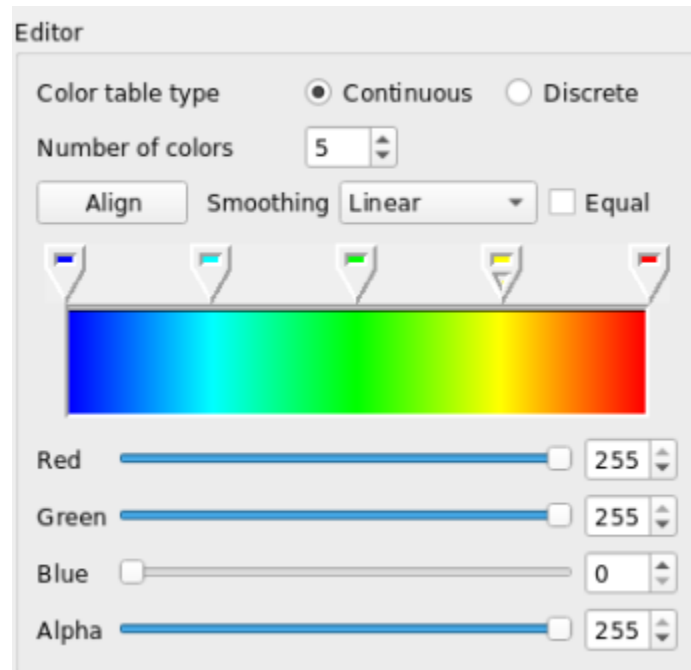 Editor
Color table type Continuous Discrete
Number of colors 5
Align Smoothing Linear Equal
Red 255
Green 255
Blue 0
Alpha 255